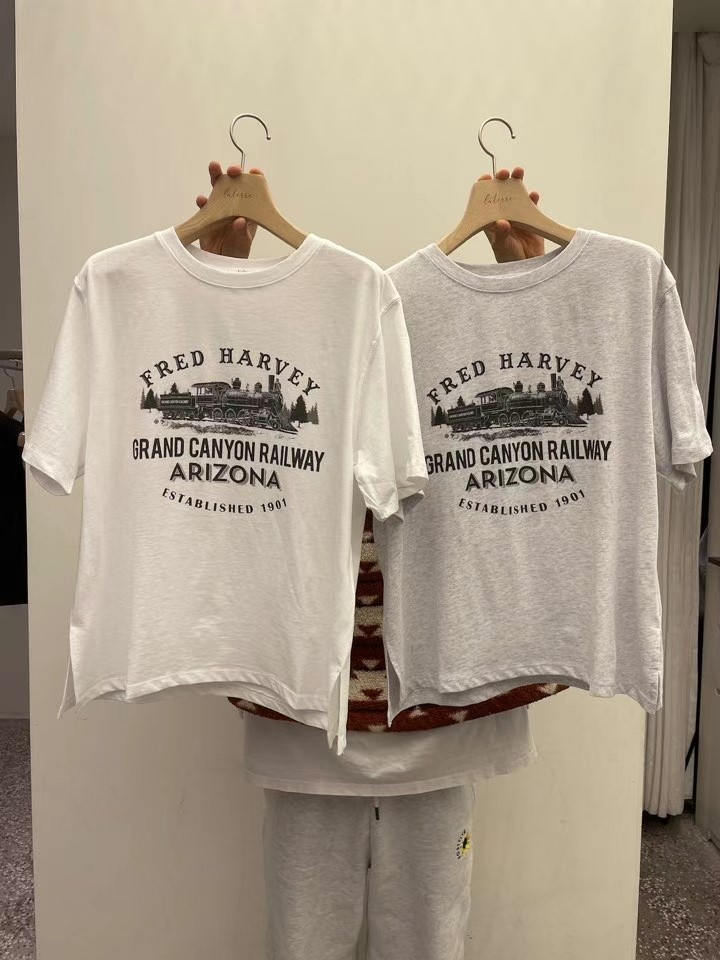 FRED HARVEY
GRAND CANYON RAILWAY
ARIZONA
ESTABLISHED 1901
FRED HARVEY
GRAND CANYON RAILWAY
ARIZONA
ESTABLISHED 1901